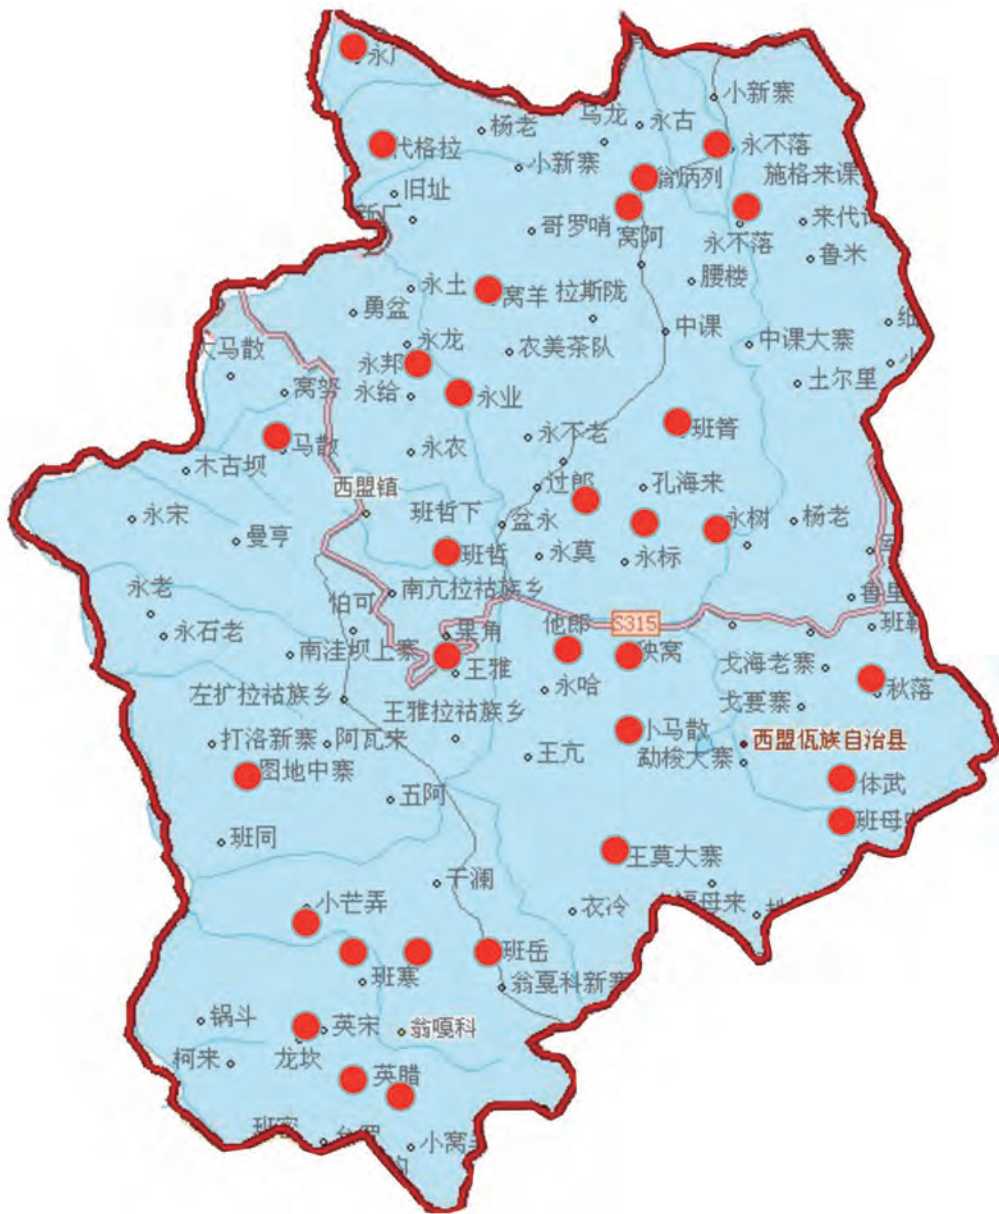 永广
小新寨
杨老
乌龙
永古
代格拉
永不落
小新寨
翁炳列
施格来课
旧址
新厂
哥罗哨
窝阿
永不落
来代
鲁米
永土
窝羊
拉斯陇
腰楼
勇盆
中课
永龙
农美茶队
中课大寨
马散
永邦
窝努
永给
永业
土尔里
马散
永农
永不老
班箐
木古坝
西盟镇
过郎
孔海来
永宋
班哲下
盆永
永树
杨老
曼亨
班哲
永莫
永标
永老
怕可
南亢拉祜族乡
鲁里
永石老
果角
他郎
S315
班勒
南洼坝上寨
王雅
秧窝
戈海老寨
左扩拉祜族乡
永哈
秋落
王雅拉祜族乡
戈要寨
打洛新寨
阿瓦来
王亢
小马散
勐梭大寨
西盟佤族自治县
图地中寨
五阿
体武
班同
班母
王莫大寨
千澜
小芒弄
衣冷
母来
班寨
班岳
翁嘎科新寨
锅斗
英宋
翁嘎科
柯来
龙坎
英腊
小窝